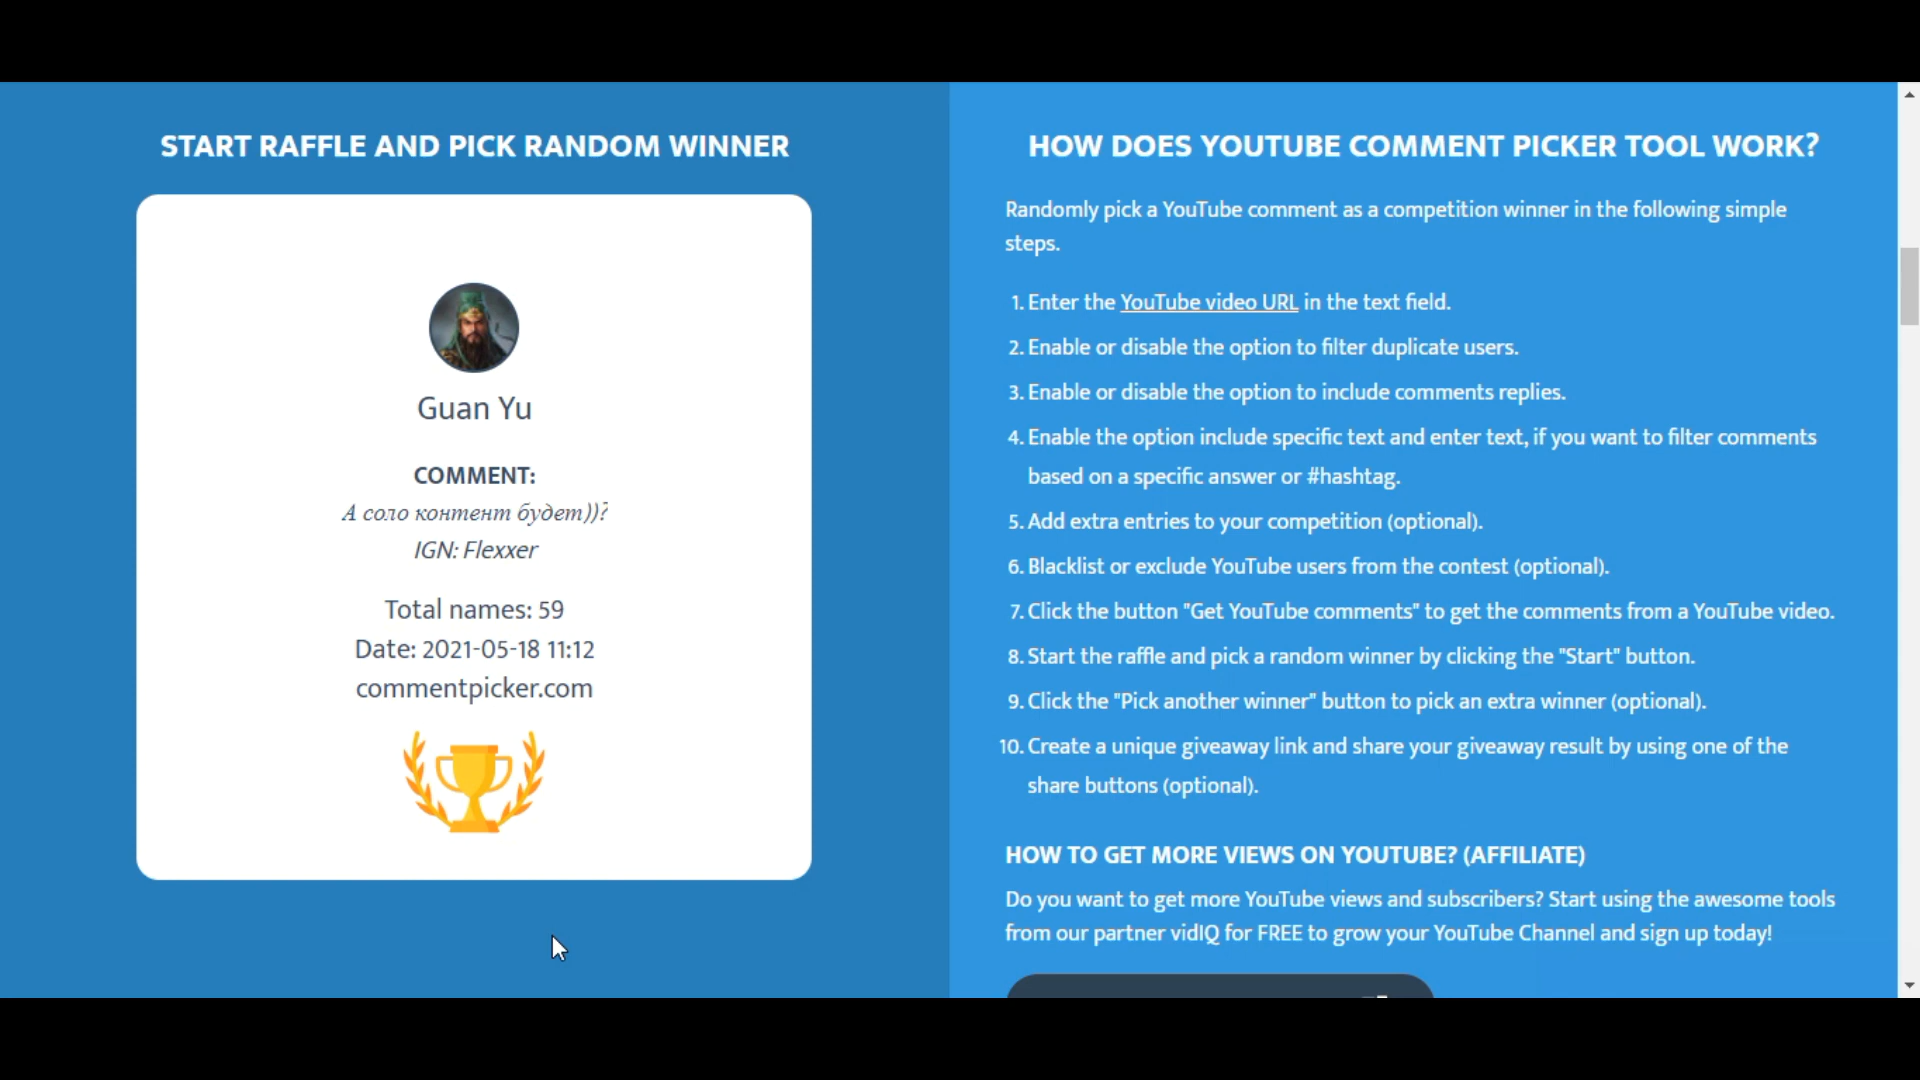 START RAFFLE AND PICK RANDOM WINNER
Guan Yu
COMMENT:
А соло контент будет))?
IGN: Flexxer
Total names: 59
Date: 2021-05-18 11:12
commentpicker.com
HOW DOES YOUTUBE COMMENT PICKER TOOL WORK?
Randomly pick a YouTube comment as a competition winner in the following simple
steps.
1. Enter the YouTube video URL in the text field.
2. Enable or disable the option to filter duplicate users.
3. Enable or disable the option to include comments replies.
4. Enable the option include specific text and enter text, if you want to filter comments
based on a specific answer or #hashtag.
5. Add extra entries to your competition (optional).
6. Blacklist or exclude YouTube users from the contest (optional).
7. Click the button "Get YouTube comments" to get the comments from a YouTube video.
8. Start the raffle and pick a random winner by clicking the "Start" button.
9. Click the "Pick another winner" button to pick an extra winner (optional).
10. Create a unique giveaway link and share your giveaway result by using one of the
share buttons (optional).
HOW TO GET MORE VIEWS ON YOUTUBE? (AFFILIATE)
Do you want to get more YouTube views and subscribers? Start using the awesome tools
from our partner vidIQ for FREE to grow your YouTube Channel and sign up today!